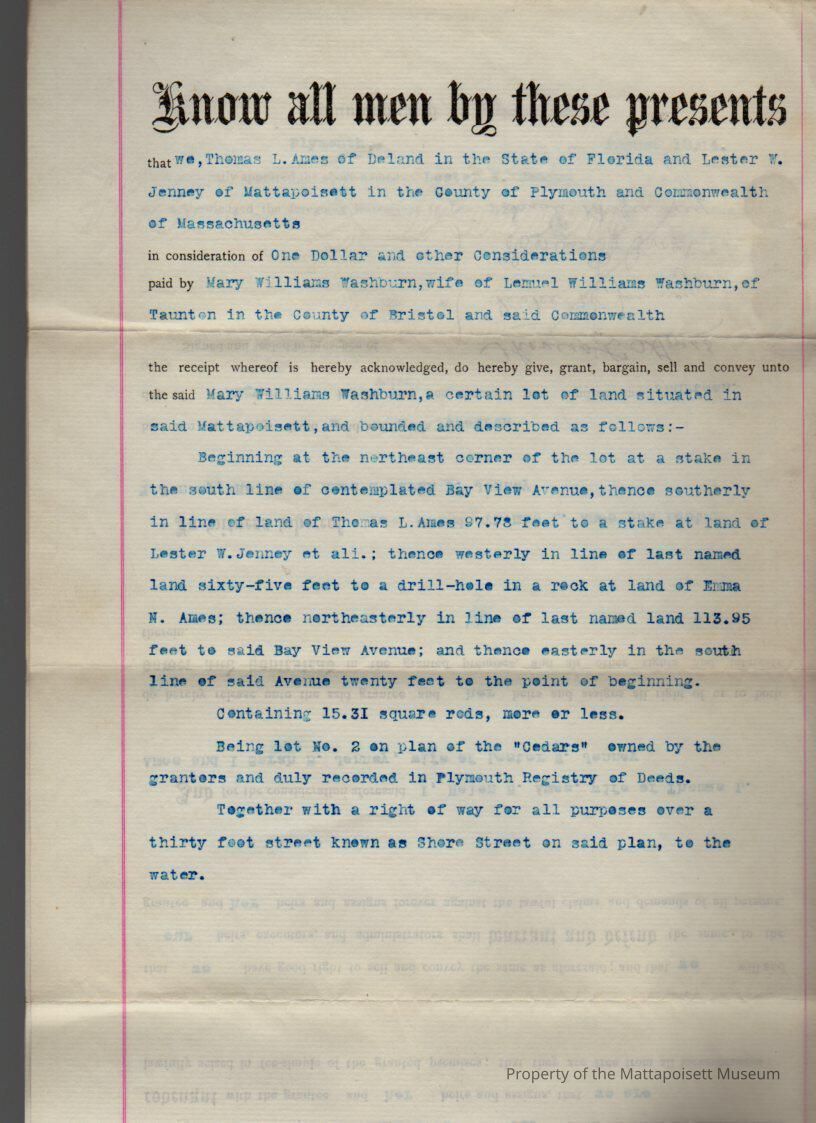 Know all men by these presents
that we,Thomas L.Ames of Deland in the State of Florida and Lester W.
Jenney of Mattapoisett in the County of Plymouth and Commonwealth
of Massachusetts
in consideration of One Dollar and other Considerations
paid by Mary Williams Washburn,wife of Lemuel Williams Washburn,of
Taunton in the County of Bristol and said Commonwealth
the receipt whereof is hereby acknowledged, do hereby give, grant, bargain, sell and convey unto
the said Mary Williams Washburn,a certain lot of land situated in
said Mattapoisett,and bounded and described as follows:-
Beginning at the northeast corner of the lot at a stake in
the south line of contemplated Bay View Avenue,thence southerly
in line of land of Thomas L.Ames 97.78 feet to a stake at land of
Lester W.Jenney et ali.; thence westerly in line of last named
land sixty-five feet to a drill-hole in a rock at land of Emma
N. Ames; thence northeasterly in line of last named land 113.95
feet to said Bay View Avenue; and thence easterly in the south
line of said Avenue twenty feet to the point of beginning.
Containing 15.3I square rods, more or less.
Being lot No. 2 on plan of the "Cedars" owned by the
grantors and duly recorded in Plymouth Registry of Deeds.
Together with a right of way for all purposes over a
thirty foot street known as Shore Street on said plan, to the
water.
Property of the Mattapoisett Museum